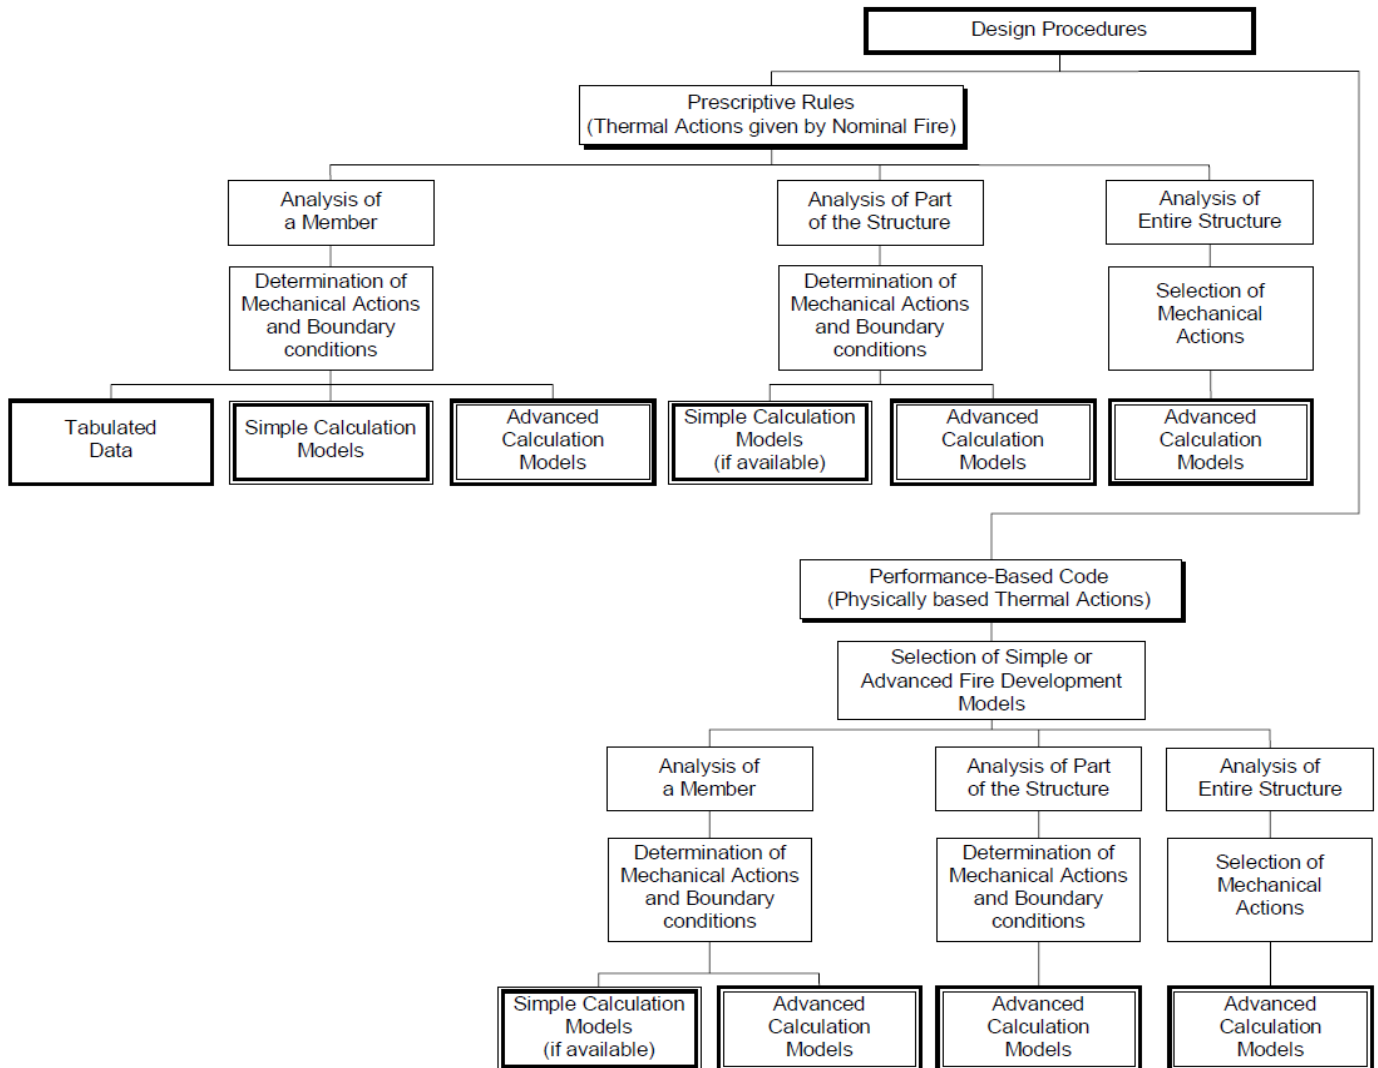 Design Procedures
Prescriptive Rules
(Thermal Actions given by Nominal Fire)
Analysis of
a Member
Analysis of Part
of the Structure
Analysis of
Entire Structure
Determination of
Mechanical Actions
and Boundary
conditions
Determination of
Mechanical Actions
and Boundary
conditions
Selection of
Mechanical
Actions
Tabulated
Data
Simple Calculation
Models
Advanced
Calculation
Models
Simple Calculation
Models
(if available)
Advanced
Calculation
Models
Advanced
Calculation
Models
Performance-Based Code
(Physically based Thermal Actions)
Selection of Simple or
Advanced Fire Development
Models
Analysis of
a Member
Analysis of Part
of the Structure
Analysis of
Entire Structure
Determination of
Mechanical Actions
and Boundary
conditions
Determination of
Mechanical Actions
and Boundary
conditions
Selection of
Mechanical
Actions
Simple Calculation
Models
(if available)
Advanced
Calculation
Models
Advanced
Calculation
Models
Advanced
Calculation
Models